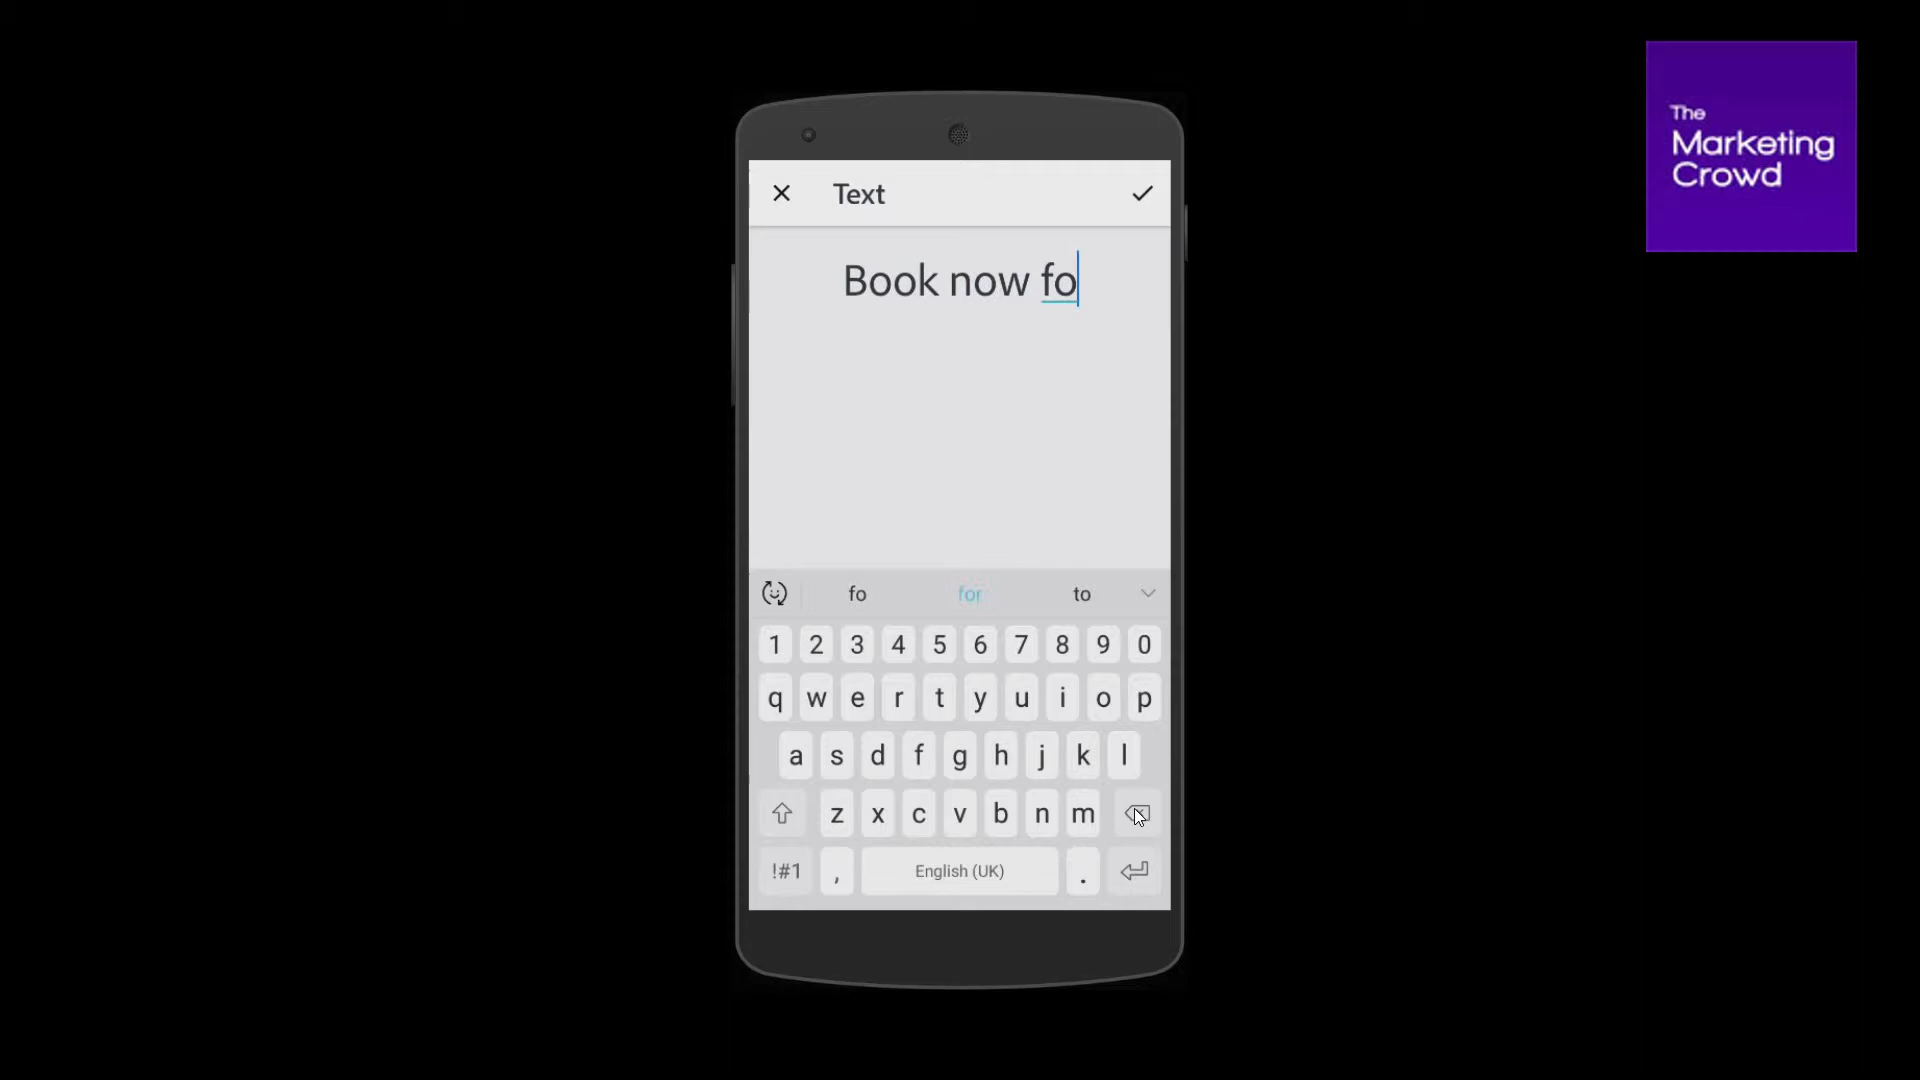 The
Marketing
Crowd
Text
Book now fo
fo for to
1 2 3 4 5 6 7 8 9 0
q w e r t y u i o p
a s d f g h j k l
z x c v b n m
!#1 , English (UK) .